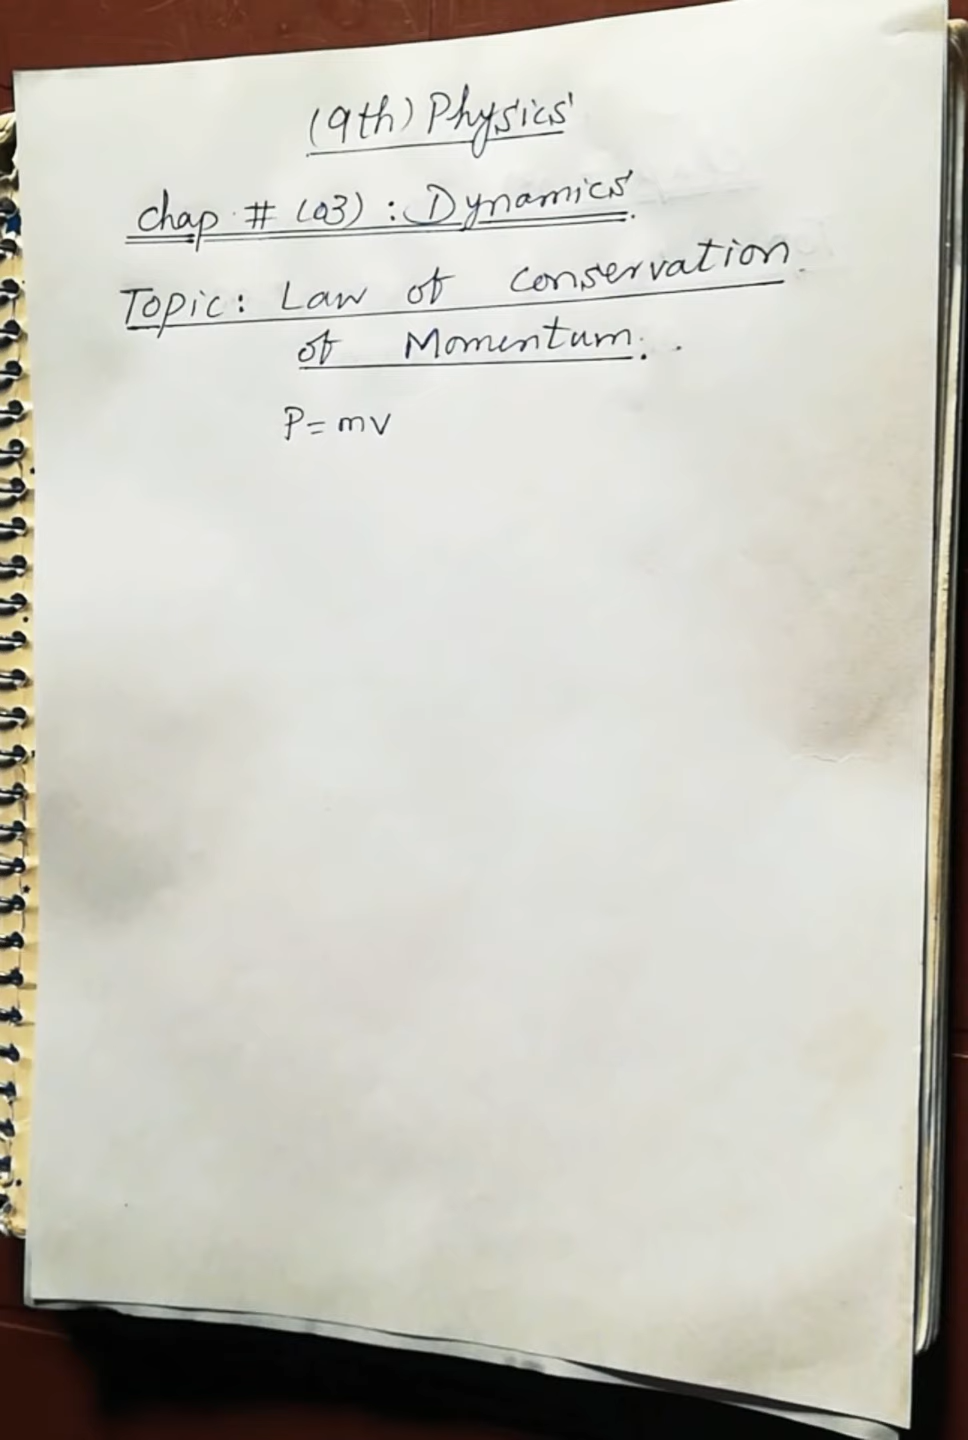 (9th) Physics
Chap # (03) : Dynamics.
Topic: Law of Conservation
of Momentum.
P = mv